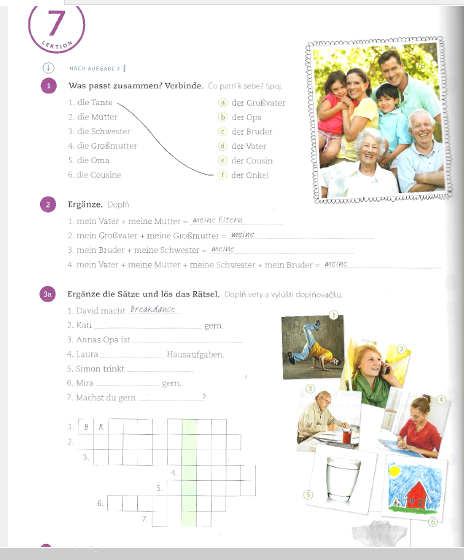 7
LEKTION
NACH AUFGABE 2
1 Was passt zusammen? Verbinde. Čo patrí k sebe? Spoj.
1. die Tante a der Großvater
2. die Mutter b der Opa
3. die Schwester c der Bruder
4. die Großmutter d der Vater
5. die Oma e der Cousin
6. die Cousine f der Onkel
2 Ergänze. Doplň.
1. mein Vater + meine Mutter = meine Eltern
2. mein Großvater + meine Großmutter = meine
3. mein Bruder + meine Schwester = meine
4. mein Vater + meine Mutter + meine Schwester + mein Bruder = meine
3a Ergänze die Sätze und lös das Rätsel. Doplň vety a vylúšti doplňovačku.
1. David macht Breakdance.
2. Kati gern.
3. Annas Opa ist
4. Laura Hausaufgaben.
5. Simon trinkt .
6. Mira gern.
7. Machst du gern ?
1
2
3
4
5
6
1. B R
2.
3.
4.
5.
6.
7.